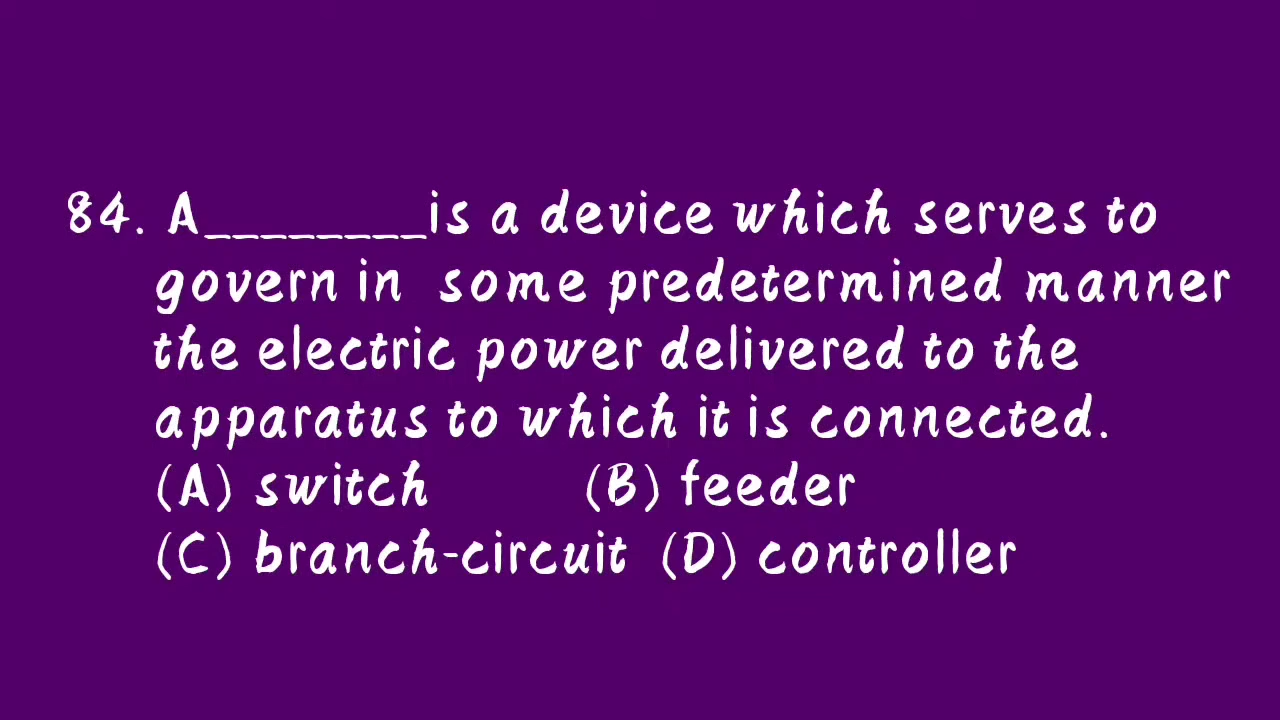 84. A________is a device which serves to
govern in some predetermined manner
the electric power delivered to the
apparatus to which it is connected.
(A) switch (B) feeder
(C) branch-circuit (D) controller